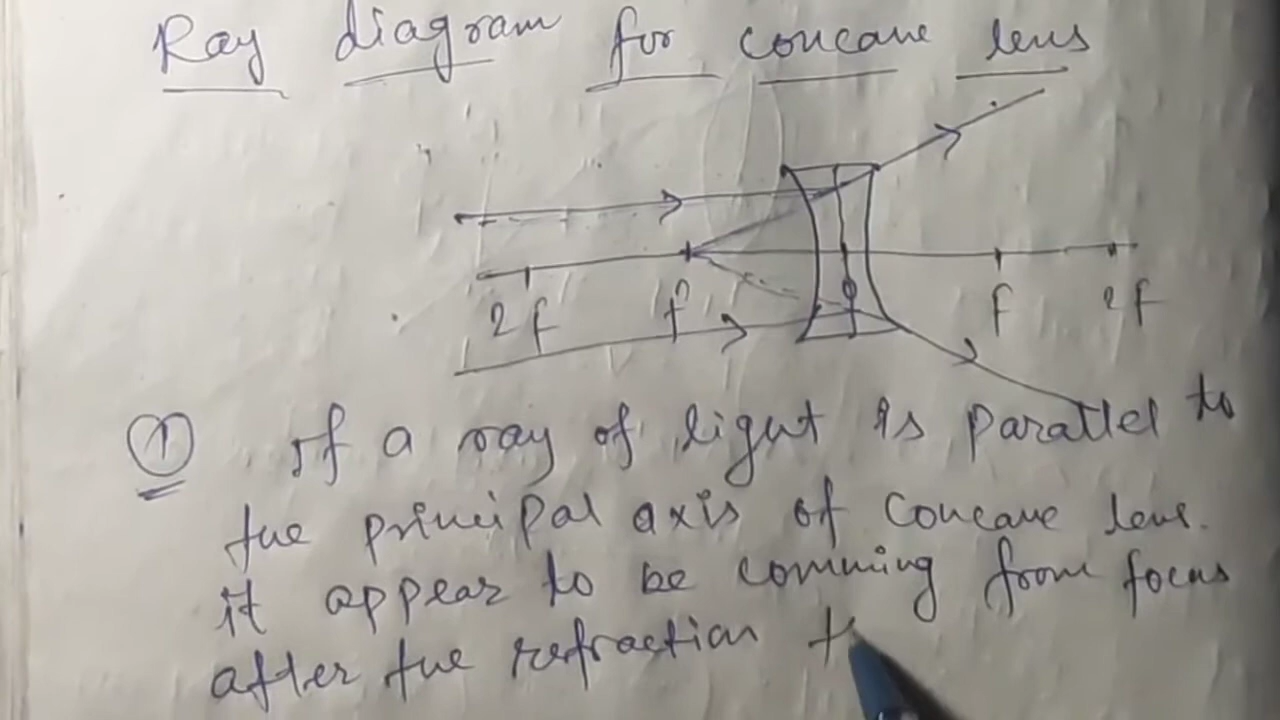 Ray diagram for concave lens
2f f f 2f
1 If a ray of light is parallel to
the principal axis of concave lens.
it appear to be comming from focus
after the refraction